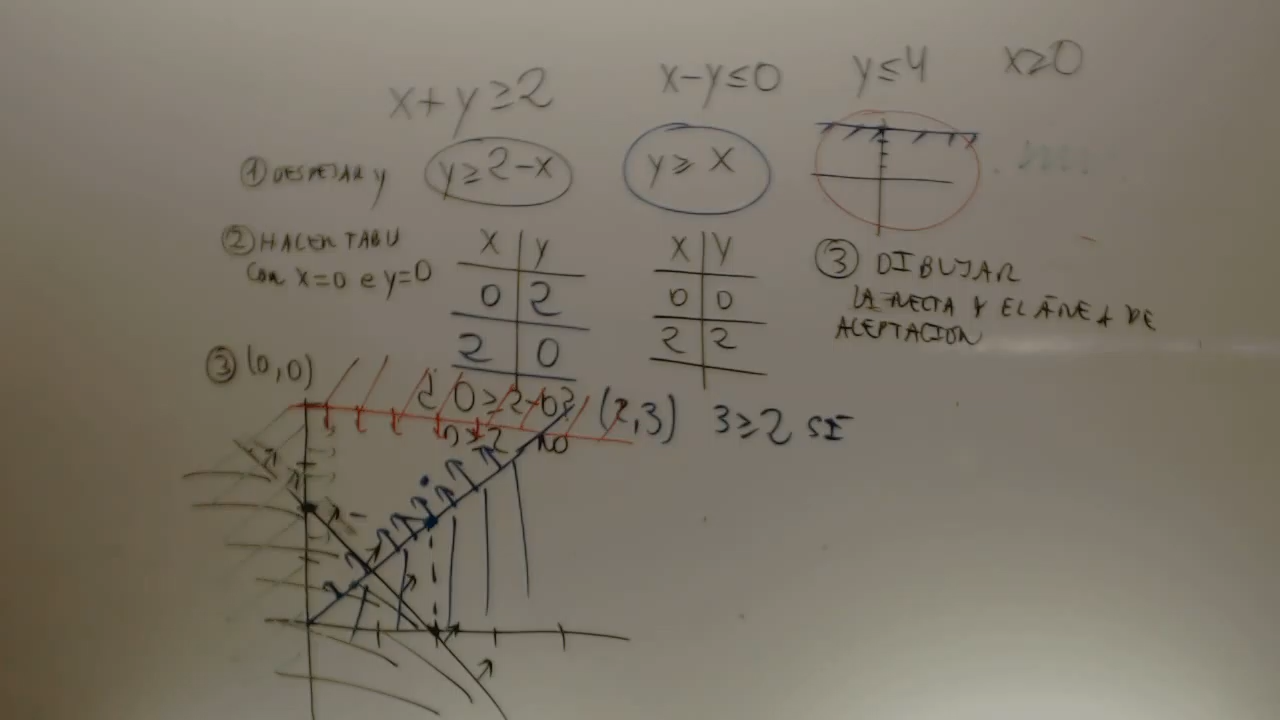 x+y≥2 x-y≤0 y≤4 x≥0
① DESPEJAR y y≥2-x y≥x
② HACER TABLA x y x y
con x=0 e y=0 0 2 0 0
2 0 2 2
③ DIBUJAR
LA RECTA Y EL ÁREA DE
ACEPTACION
③ (0,0) ¿ 0≥2-0? (2,3) 3≥2 SI
0≥2 NO